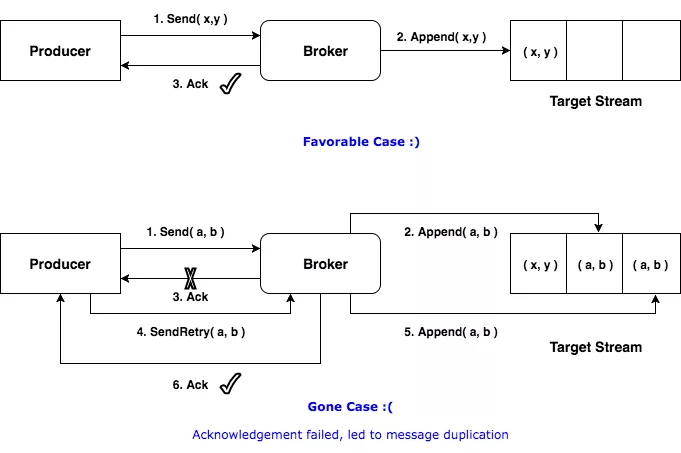 1. Send( x,y )
2. Append( x,y )
Producer
Broker
( x, y )
3. Ack
Target Stream
Favorable Case :)
1. Send( a, b )
2. Append( a, b )
Producer
Broker
( x, y )
( a, b )
( a, b )
3. Ack
4. SendRetry( a, b )
5. Append( a, b )
Target Stream
6. Ack
Gone Case :(
Acknowledgement failed, led to message duplication